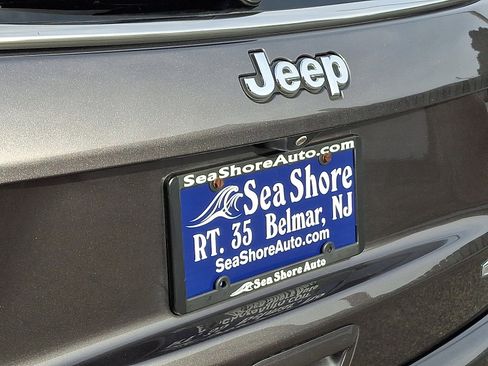 Jeep
SeaShoreAuto.com
Sea Shore
RT. 35 Belmar, NJ
SeaShoreAuto.com
Sea Shore Auto